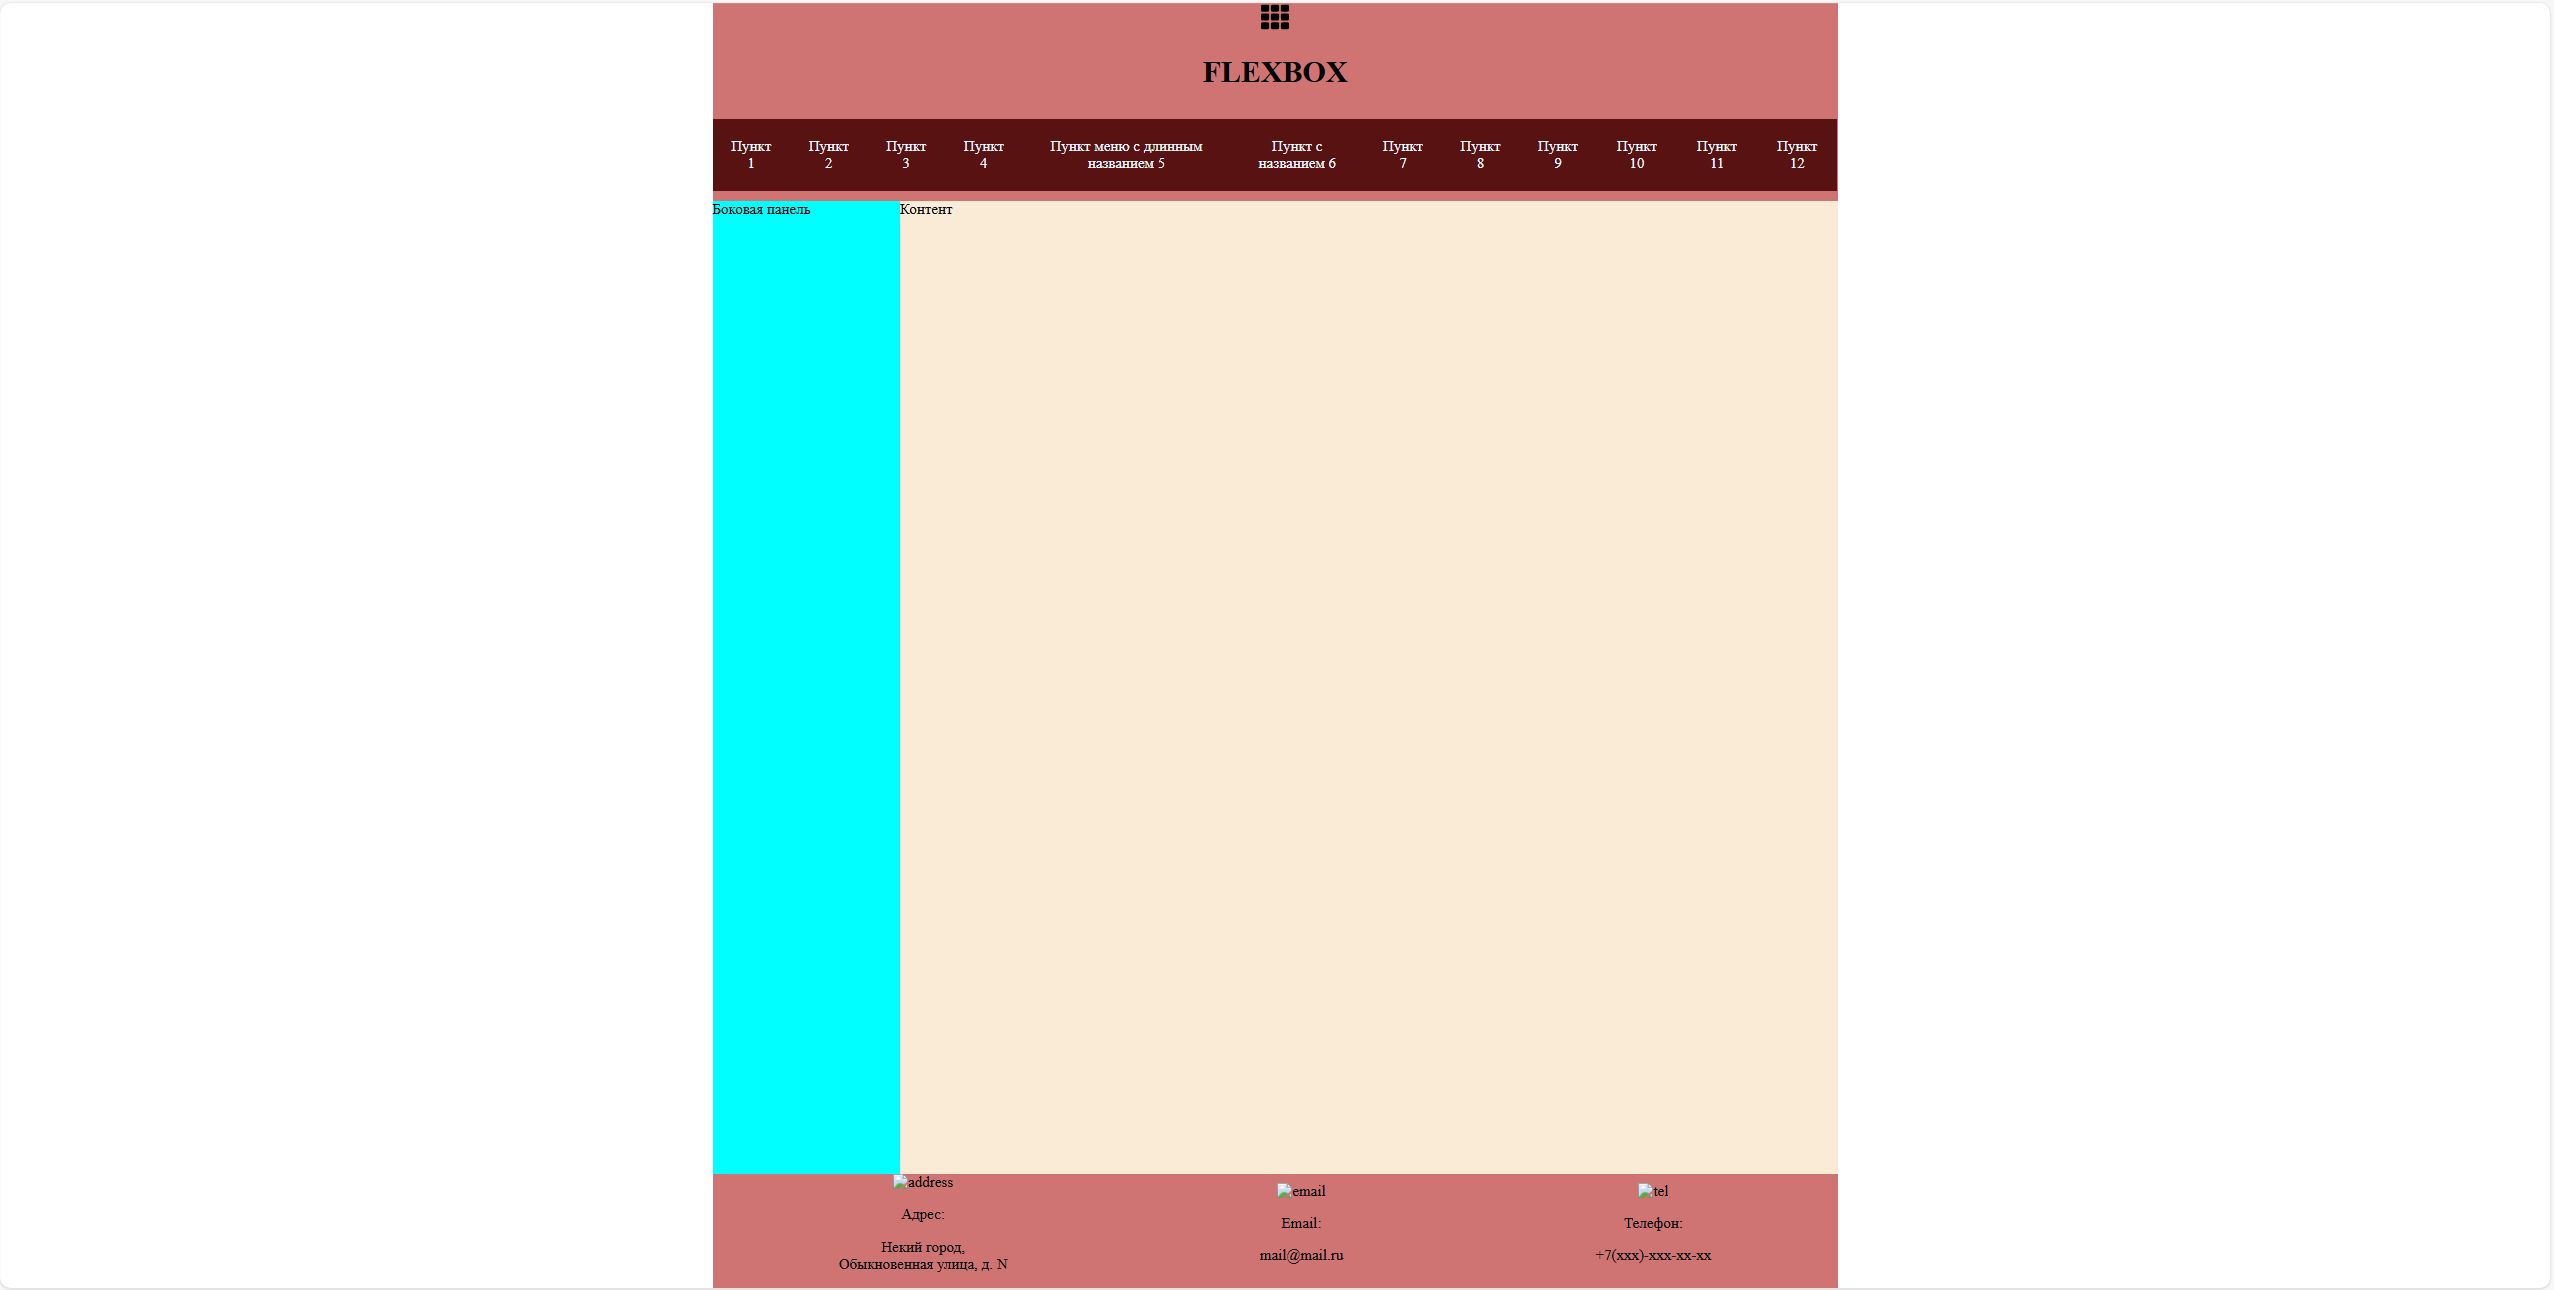 FLEXBOX
Пункт
1
Пункт
2
Пункт
3
Пункт
4
Пункт меню с длинным
названием 5
Пункт с
названием 6
Пункт
7
Пункт
8
Пункт
9
Пункт
10
Пункт
11
Пункт
12
Боковая панель
Контент
address
Адрес:
Некий город,
Обыкновенная улица, д. N
email
Email:
mail@mail.ru
tel
Телефон:
+7(xxx)-xxx-xx-xx